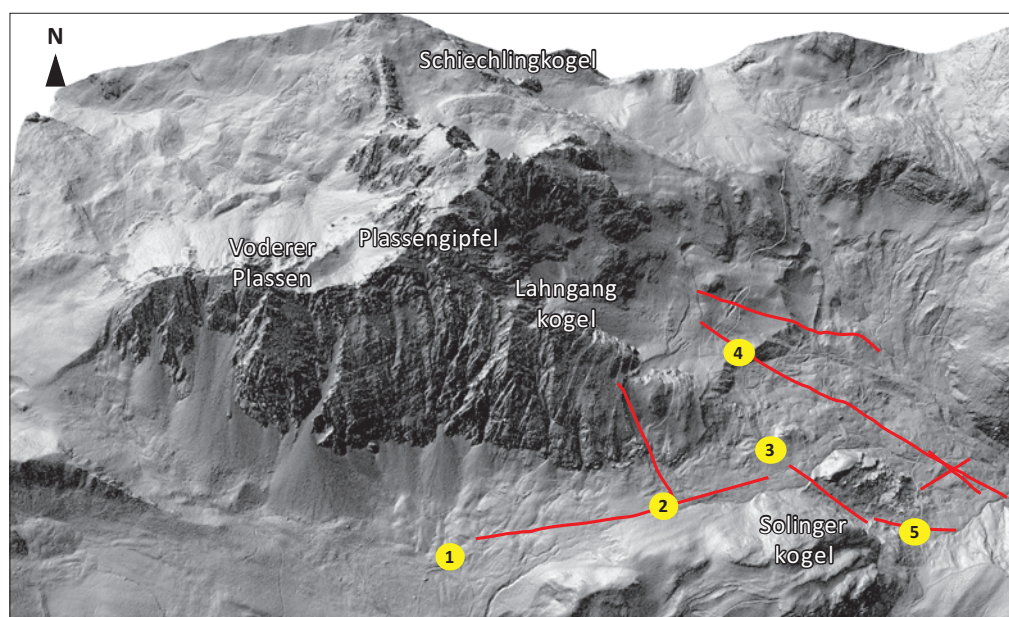 N
Schiechlingkogel
Plassengipfel
Voderer
Plassen
Lahngang
kogel
4
3
2
Solinger
kogel
5
1